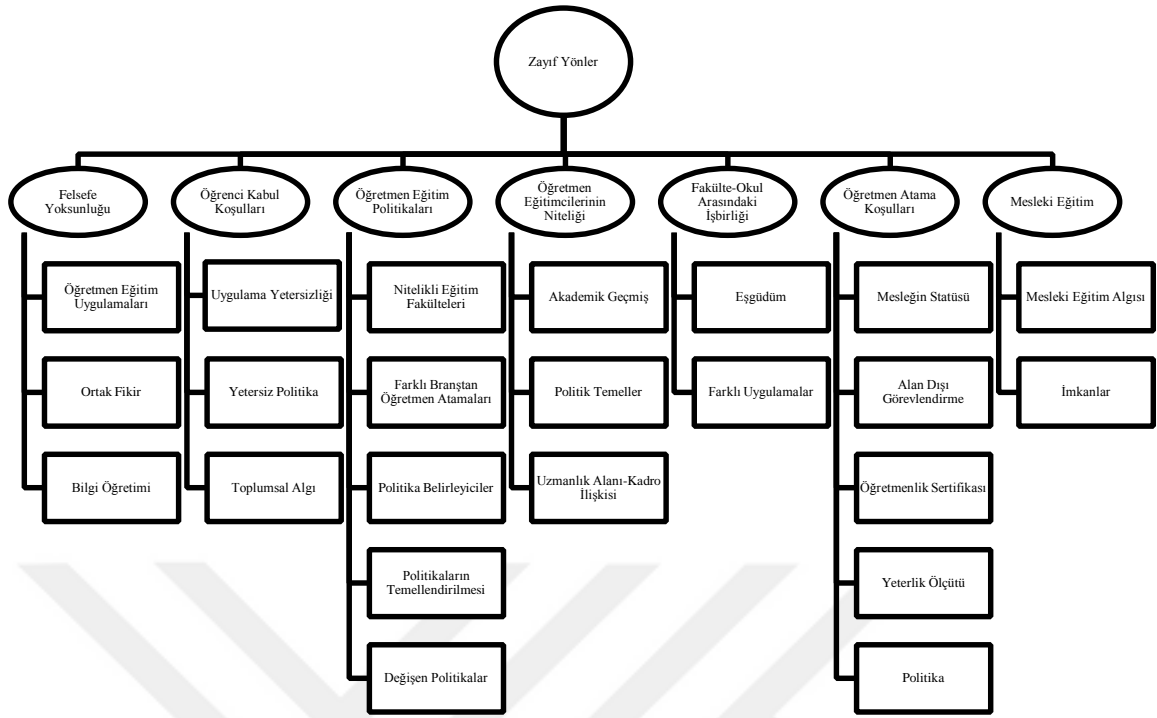 Zayıf Yönler
Felsefe
Yoksunluğu
Öğrenci Kabul
Koşulları
Öğretmen Eğitim
Politikaları
Öğretmen
Eğitimcilerinin
Niteliği
Fakülte-Okul
Arasındaki
İşbirliği
Öğretmen Atama
Koşulları
Mesleki Eğitim
Öğretmen Eğitim
Uygulamaları
Ortak Fikir
Bilgi Öğretimi
Uygulama Yetersizliği
Yetersiz Politika
Toplumsal Algı
Nitelikli Eğitim
Fakülteleri
Farklı Branştan
Öğretmen Atamaları
Politika Belirleyiciler
Politikaların
Temellendirilmesi
Değişen Politikalar
Akademik Geçmiş
Politik Temeller
Uzmanlık Alanı-Kadro
İlişkisi
Eşgüdüm
Farklı Uygulamalar
Mesleğin Statüsü
Alan Dışı
Görevlendirme
Öğretmenlik Sertifikası
Yeterlik Ölçütü
Politika
Mesleki Eğitim Algısı
İmkanlar